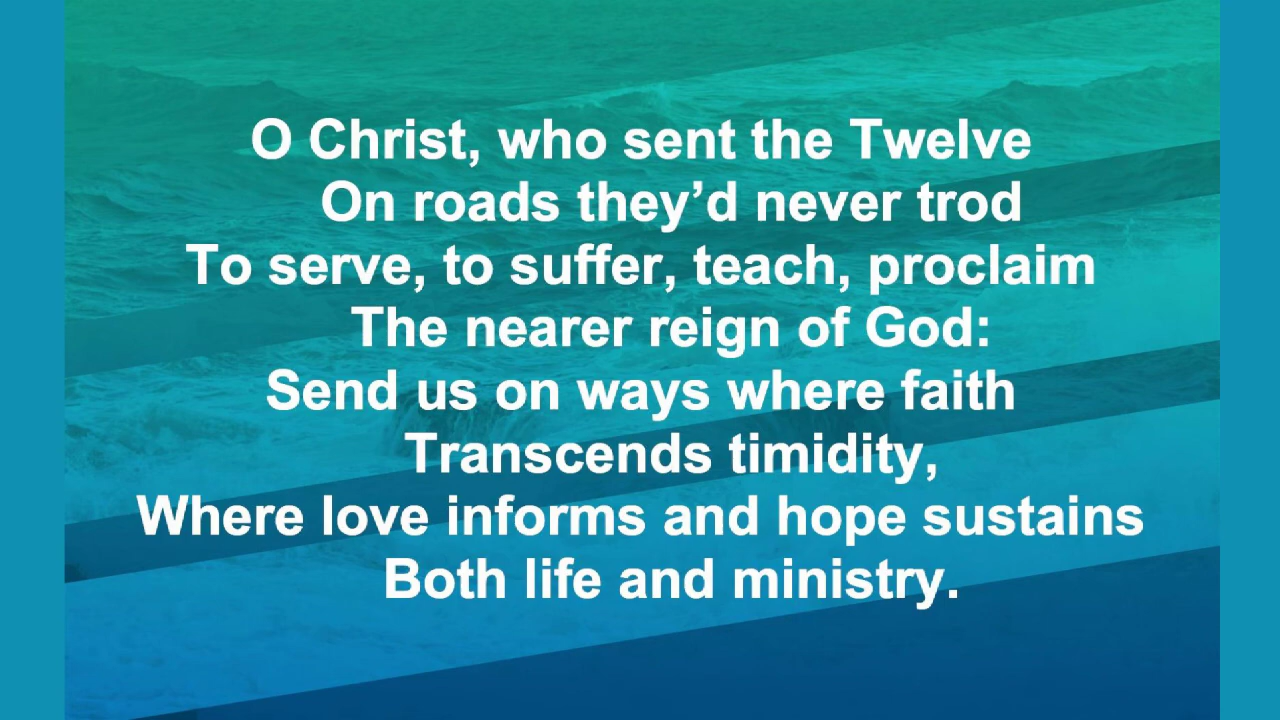 O Christ, who sent the Twelve
On roads they’d never trod
To serve, to suffer, teach, proclaim
The nearer reign of God:
Send us on ways where faith
Transcends timidity,
Where love informs and hope sustains
Both life and ministry.